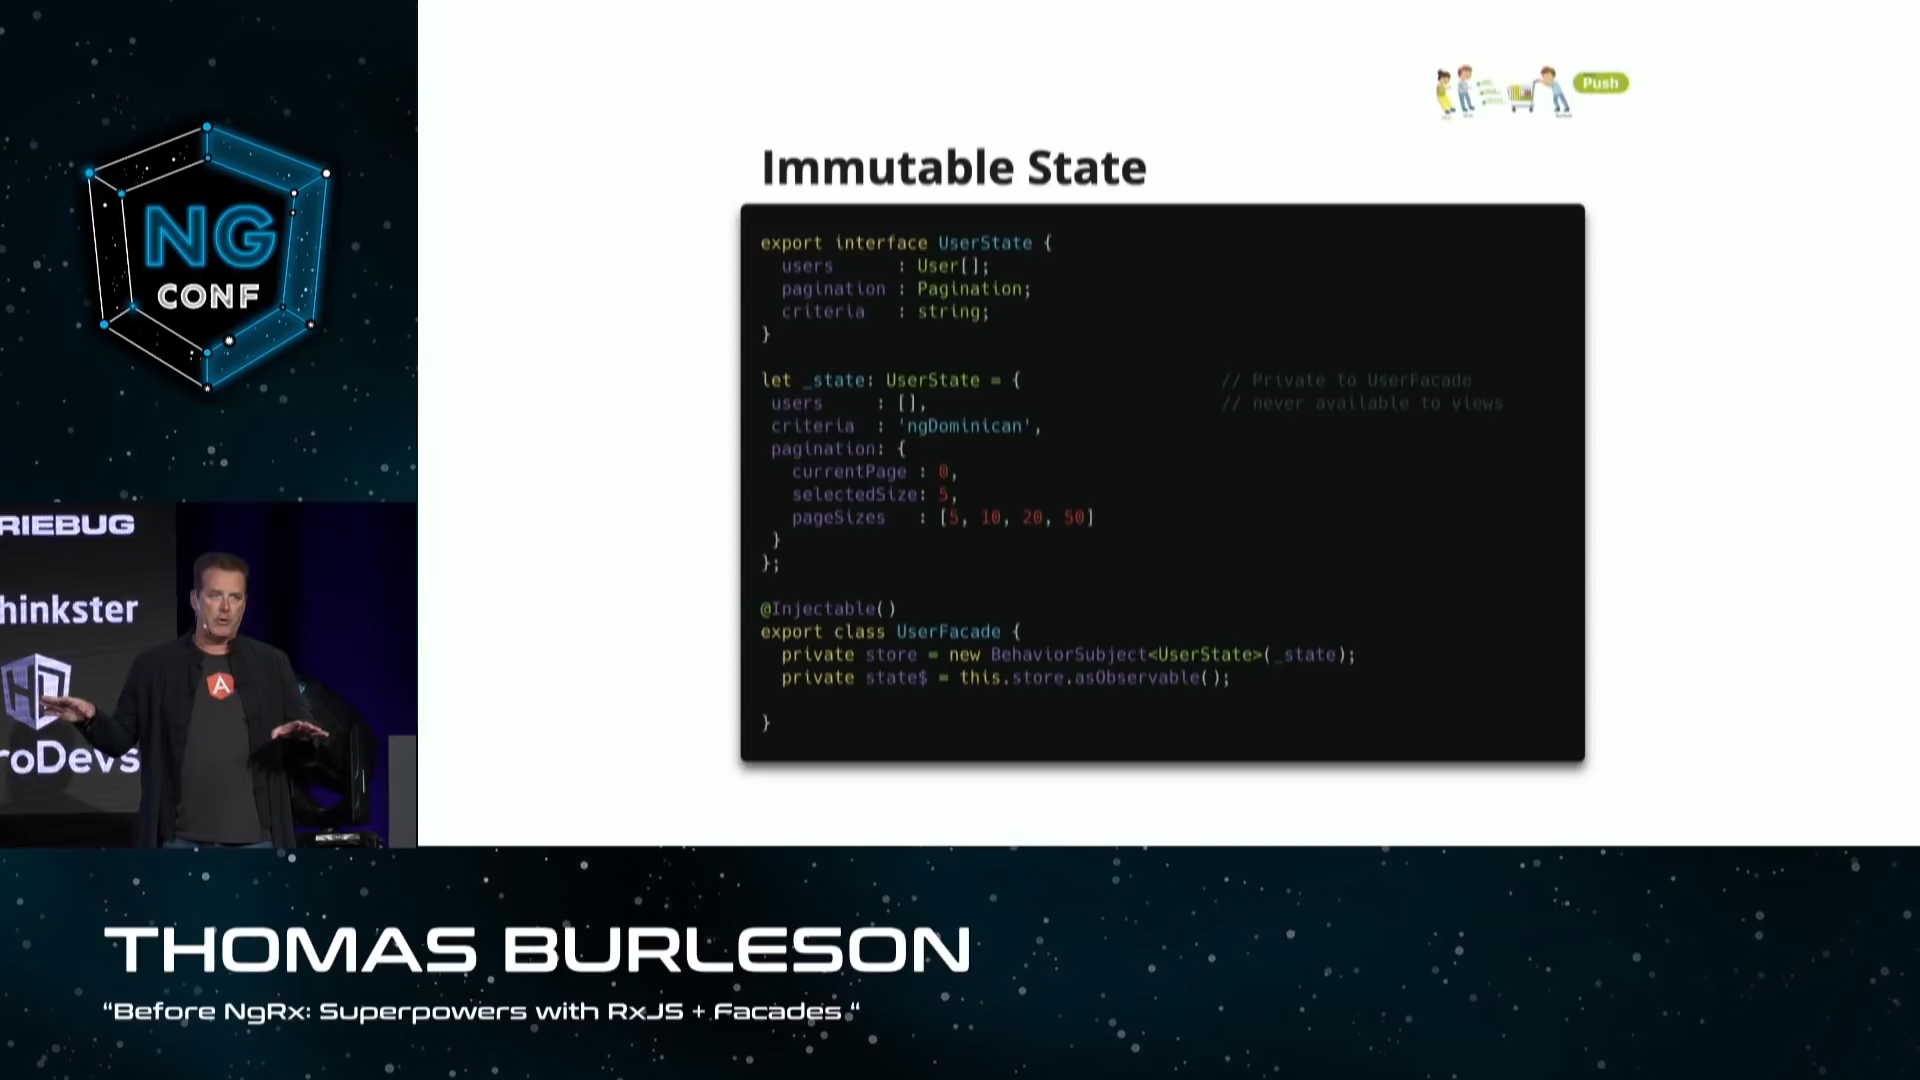 NG
CONF
RIEBUG
hinkster
roDevs
Push
Immutable State
export interface UserState {
users : User[];
pagination : Pagination;
criteria : string;
}
let _state: UserState = { // Private to UserFacade
users : [], // never available to views
criteria : 'ngDominican',
pagination: {
currentPage : 0,
selectedSize: 5,
pageSizes : [5, 10, 20, 50]
}
};
@Injectable()
export class UserFacade {
private store = new BehaviorSubject<UserState>(_state);
private state$ = this.store.asObservable();
}
THOMAS BURLESON
“Before NgRx: Superpowers with RxJS + Facades “